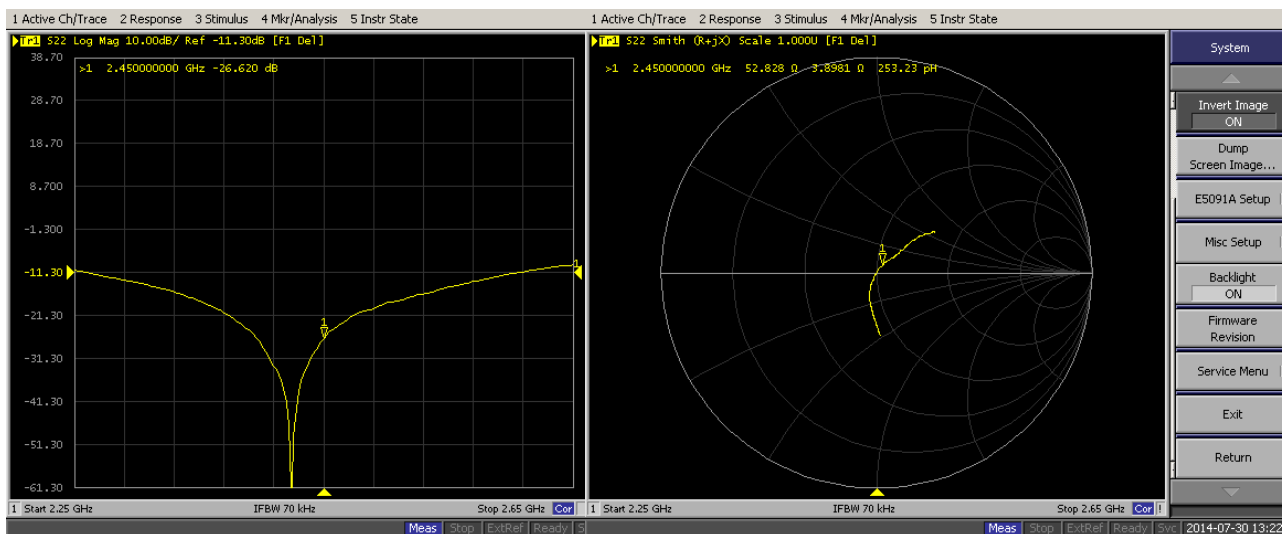 1 Active Ch/Trace 2 Response 3 Stimulus 4 Mkr/Analysis 5 Instr State
Tr1 S22 Log Mag 10.00dB/ Ref -11.30dB [F1 Del]
38.70
>1 2.450000000 GHz -26.620 dB
28.70
18.70
8.700
-1.300
-11.30
-21.30
-31.30
-41.30
-51.30
-61.30
1
1
1 Start 2.25 GHz IFBW 70 kHz Stop 2.65 GHz Cor
Meas Stop ExtRef Ready S
1 Active Ch/Trace 2 Response 3 Stimulus 4 Mkr/Analysis 5 Instr State
Tr1 S22 Smith (R+jX) Scale 1.000U [F1 Del]
>1 2.450000000 GHz 52.828 Ω 3.8981 Ω 253.23 pH
1
1 Start 2.25 GHz IFBW 70 kHz Stop 2.65 GHz Cor !
Meas Stop ExtRef Ready Svc 2014-07-30 13:22
System
Invert Image
ON
Dump
Screen Image...
E5091A Setup
Misc Setup
Backlight
ON
Firmware
Revision
Service Menu
Exit
Return